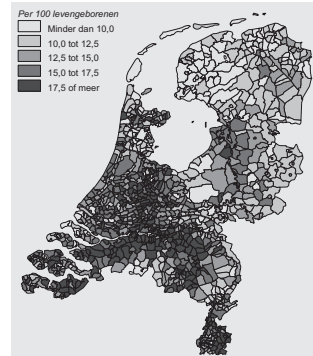 Per 100 levengeborenen
Minder dan 10,0
10,0 tot 12,5
12,5 tot 15,0
15,0 tot 17,5
17,5 of meer